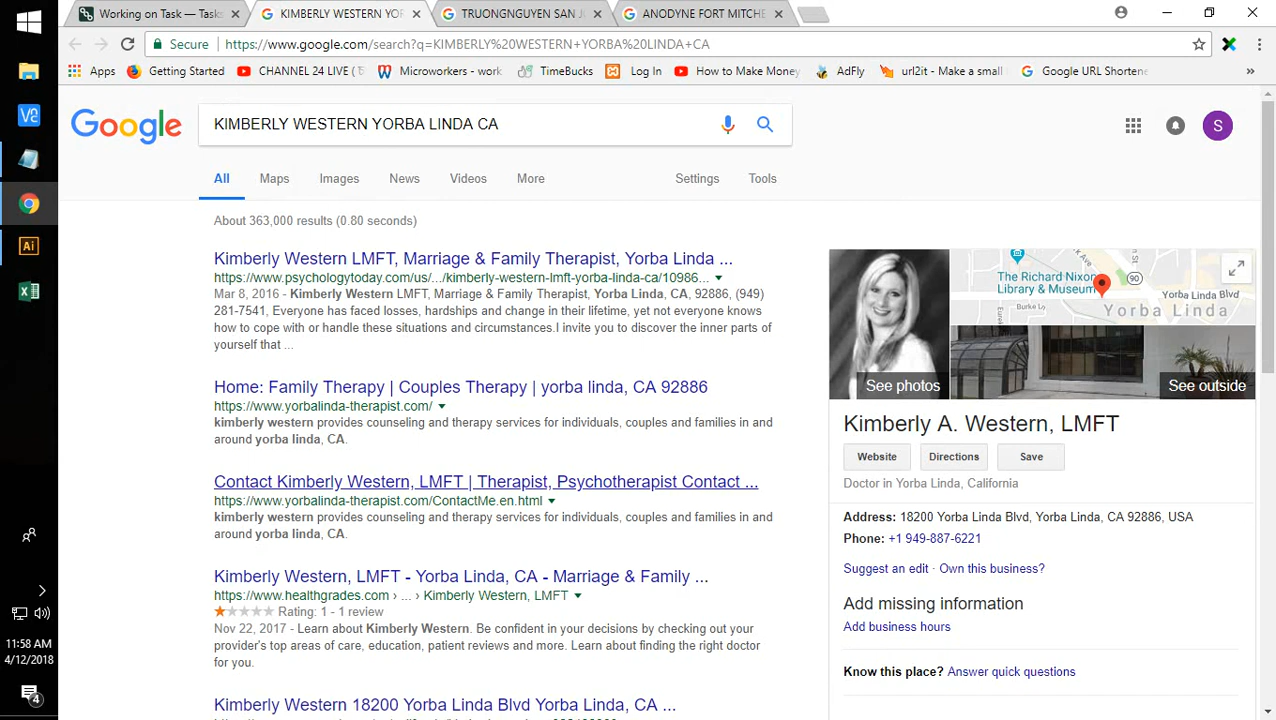 Working on Task — Tasks
KIMBERLY WESTERN YOR
TRUONGNGUYEN SAN J
ANODYNE FORT MITCHE
Secure
https://www.google.com/search?q=KIMBERLY%20WESTERN+YORBA%20LINDA+CA
Apps
Getting Started
CHANNEL 24 LIVE (
Microworkers - work
TimeBucks
Log In
How to Make Money
AdFly
url2it - Make a small l
Google URL Shortene
»
Google
KIMBERLY WESTERN YORBA LINDA CA
S
All
Maps
Images
News
Videos
More
Settings
Tools
About 363,000 results (0.80 seconds)
Kimberly Western LMFT, Marriage & Family Therapist, Yorba Linda ...
https://www.psychologytoday.com/us/.../kimberly-western-lmft-yorba-linda-ca/10986...
Mar 8, 2016 - Kimberly Western LMFT, Marriage & Family Therapist, Yorba Linda, CA, 92886, (949)
281-7541, Everyone has faced losses, hardships and change in their lifetime, yet not everyone knows
how to cope with or handle these situations and circumstances.I invite you to discover the inner parts of
yourself that ...
Home: Family Therapy | Couples Therapy | yorba linda, CA 92886
https://www.yorbalinda-therapist.com/
kimberly western provides counseling and therapy services for individuals, couples and families in and
around yorba linda, CA.
Contact Kimberly Western, LMFT | Therapist, Psychotherapist Contact ...
https://www.yorbalinda-therapist.com/ContactMe.en.html
kimberly western provides counseling and therapy services for individuals, couples and families in and
around yorba linda, CA.
Kimberly Western, LMFT - Yorba Linda, CA - Marriage & Family ...
https://www.healthgrades.com › ... › Kimberly Western, LMFT
Rating: 1 - 1 review
Nov 22, 2017 - Learn about Kimberly Western. Be confident in your decisions by checking out your
provider's top areas of care, education, patient reviews and more. Learn about finding the right doctor
for you.
Kimberly Western 18200 Yorba Linda Blvd Yorba Linda, CA ...
The Richard Nixon
Library & Museum
90
Burke Ly
Yorba Linda Blvd
Yorba Linda
See photos
See outside
Kimberly A. Western, LMFT
Website
Directions
Save
Doctor in Yorba Linda, California
Address: 18200 Yorba Linda Blvd, Yorba Linda, CA 92886, USA
Phone: +1 949-887-6221
Suggest an edit · Own this business?
Add missing information
Add business hours
Know this place? Answer quick questions
Ai
11:58 AM
4/12/2018
4